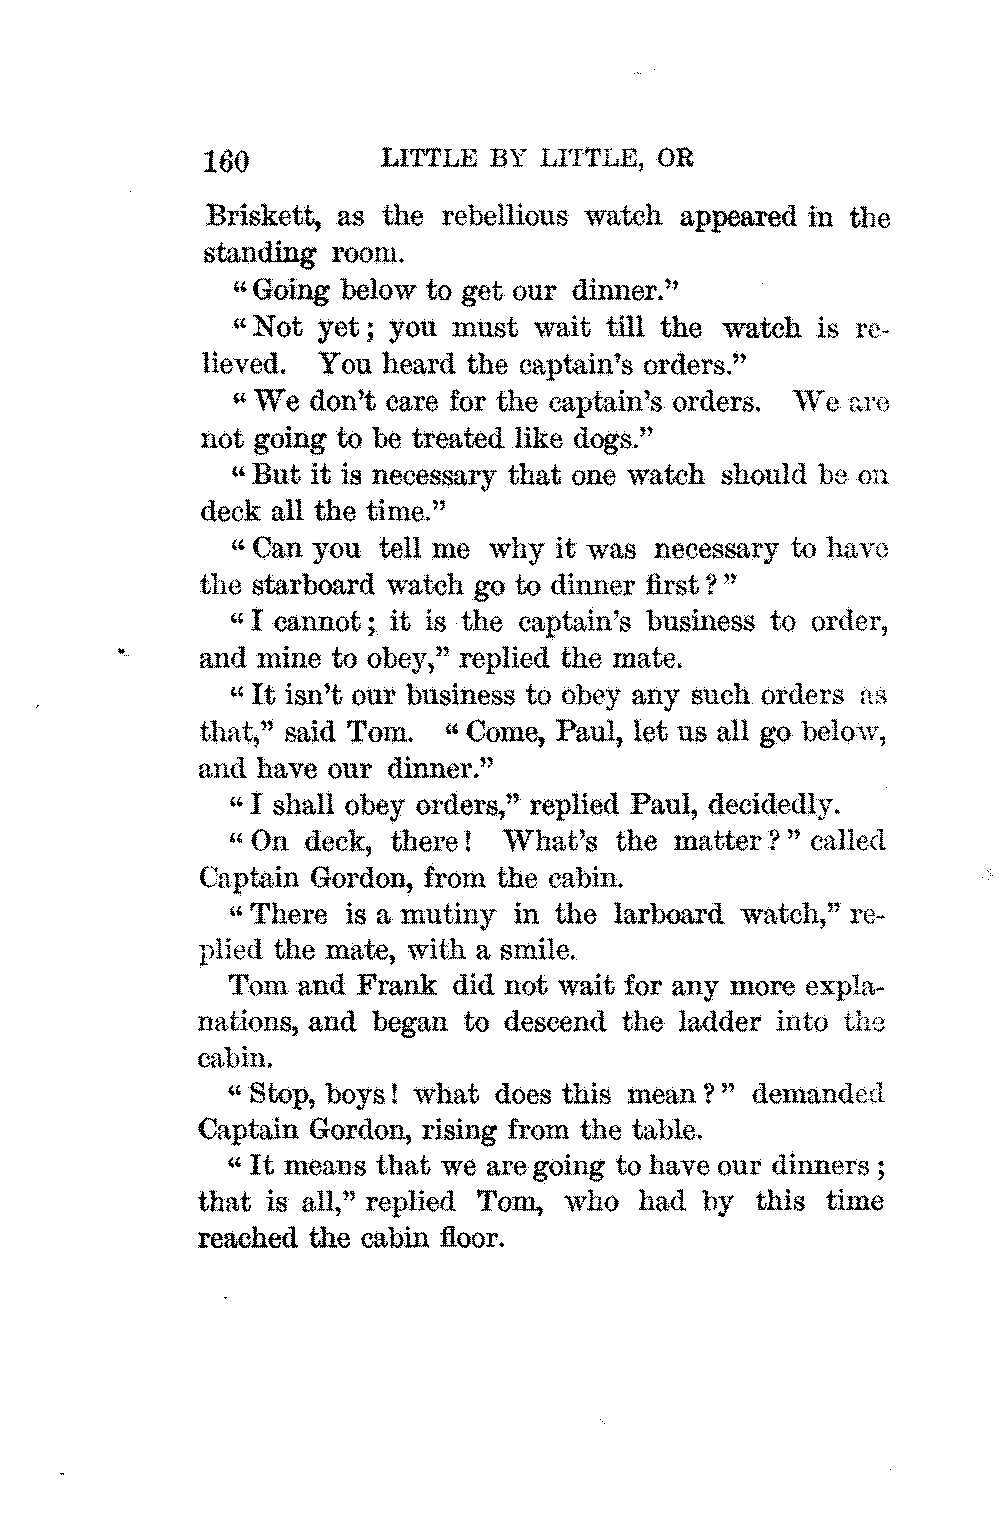 160 LITTLE BY LITTLE, OR
Briskett, as the rebellious watch appeared in the
standing room.
"Going below to get our dinner."
"Not yet; you must wait till the watch is re-
lieved. You heard the captain's orders."
"We don't care for the captain's orders. We are
not going to be treated like dogs."
"But it is necessary that one watch should be on
deck all the time."
"Can you tell me why it was necessary to have
the starboard watch go to dinner first?"
"I cannot; it is the captain's business to order,
and mine to obey," replied the mate.
"It isn't our business to obey any such orders as
that," said Tom. "Come, Paul, let us all go below,
and have our dinner."
"I shall obey orders," replied Paul, decidedly.
"On deck, there! What's the matter?" called
Captain Gordon, from the cabin.
"There is a mutiny in the larboard watch," re-
plied the mate, with a smile.
Tom and Frank did not wait for any more expla-
nations, and began to descend the ladder into the
cabin.
"Stop, boys! what does this mean?" demanded
Captain Gordon, rising from the table.
"It means that we are going to have our dinners;
that is all," replied Tom, who had by this time
reached the cabin floor.